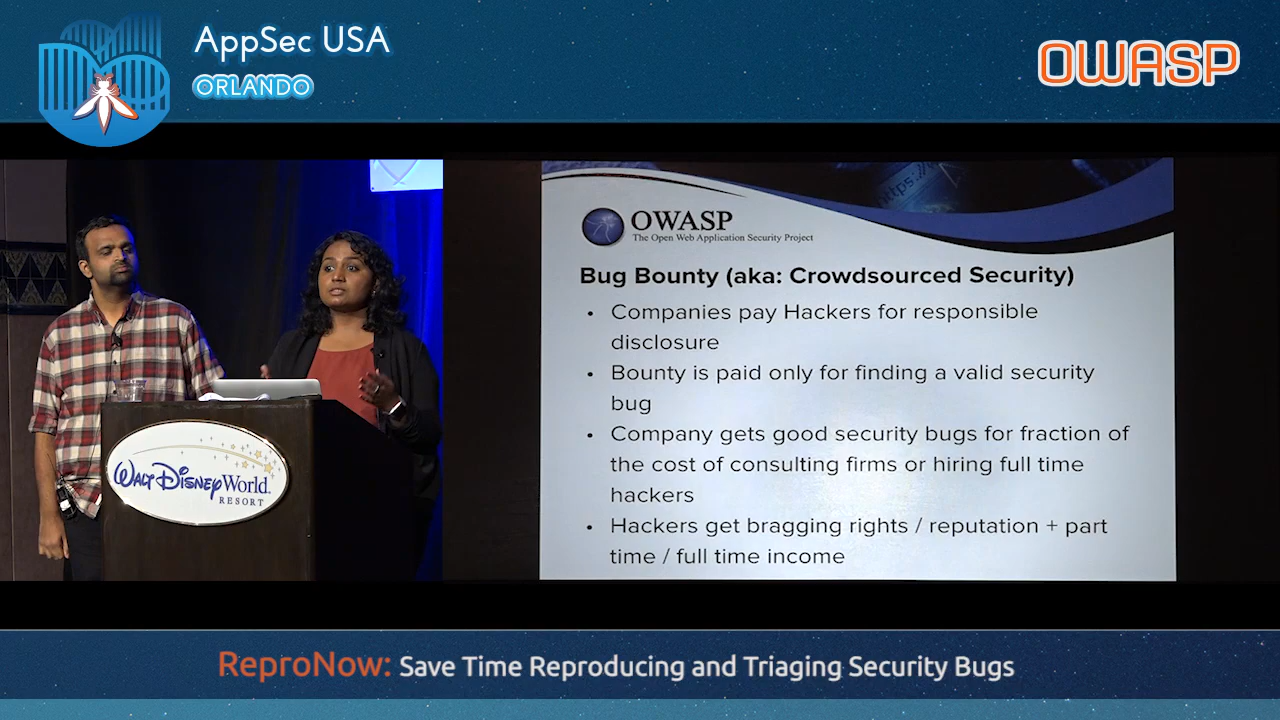 AppSec USA
ORLANDO
OWASP
https://
OWASP
The Open Web Application Security Project
Bug Bounty (aka: Crowdsourced Security)
• Companies pay Hackers for responsible
disclosure
• Bounty is paid only for finding a valid security
bug
• Company gets good security bugs for fraction of
the cost of consulting firms or hiring full time
hackers
• Hackers get bragging rights / reputation + part
time / full time income
WALT DISNEY World.
RESORT
ReproNow: Save Time Reproducing and Triaging Security Bugs